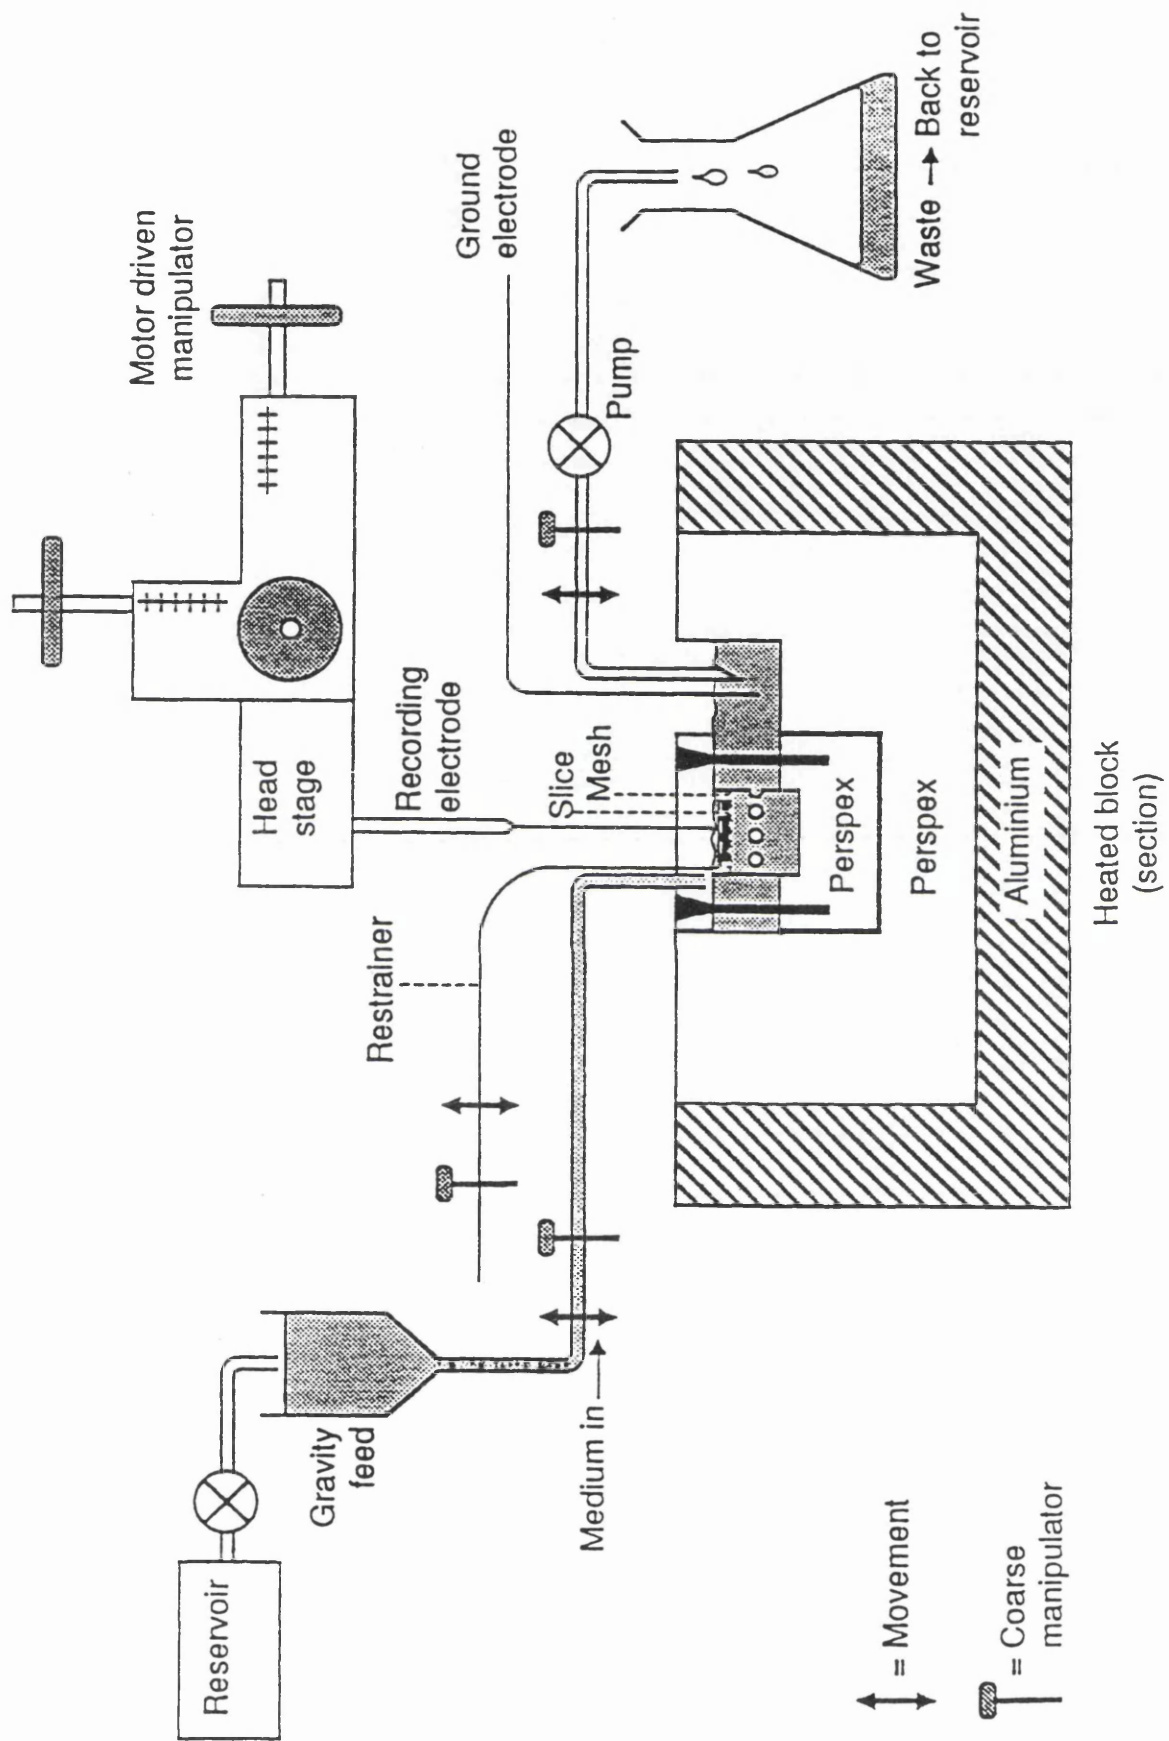 Reservoir
Gravity
feed
Medium in
Restrainer
Head
stage
Recording
electrode
Motor driven
manipulator
Slice
Mesh
Ground
electrode
Pump
Waste → Back to
reservoir
Perspex
Perspex
Aluminium
Heated block
(section)
= Movement
= Coarse
manipulator